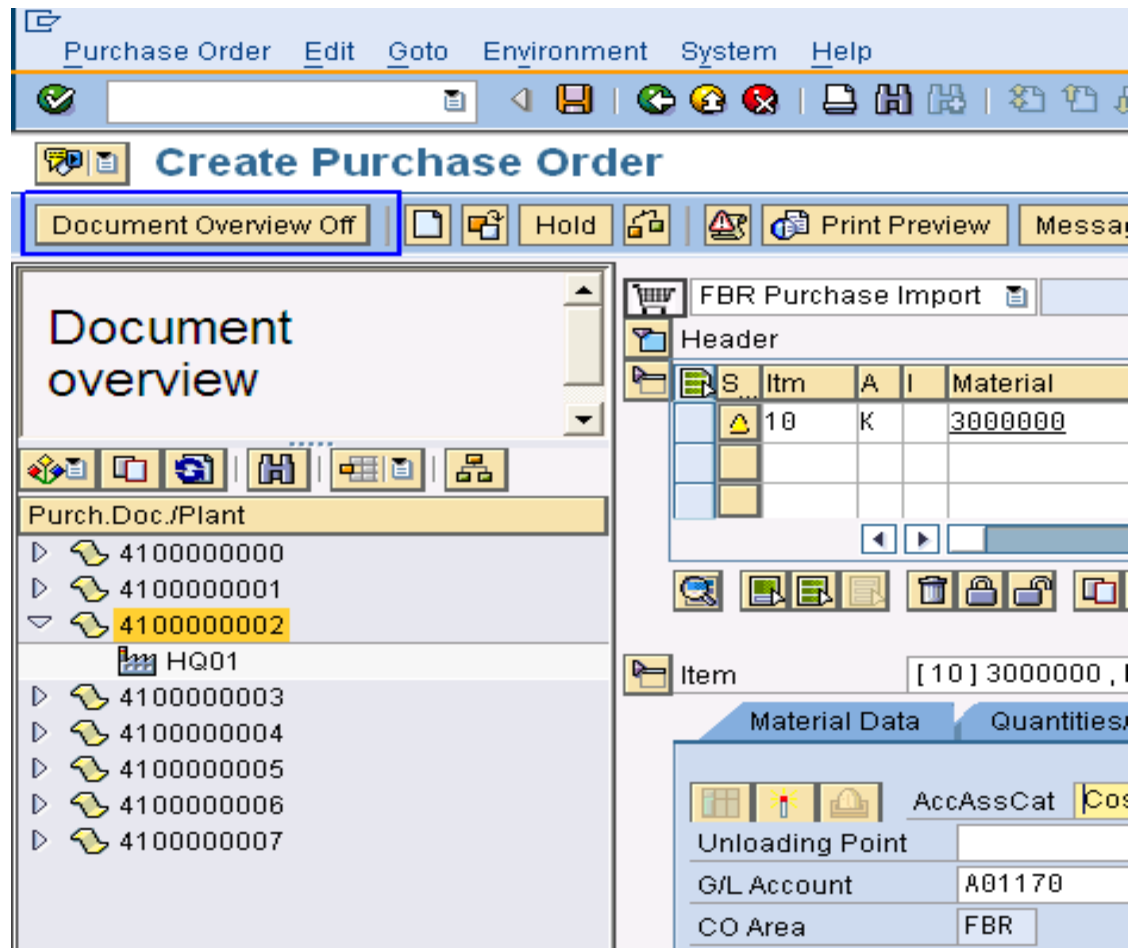 Purchase Order Edit Goto Environment System Help
Create Purchase Order
Document Overview Off Hold Print Preview
Document
overview
Purch.Doc./Plant
4100000000
4100000001
4100000002
HQ01
4100000003
4100000004
4100000005
4100000006
4100000007
FBR Purchase Import
Header
S... Itm A I Material
10 K 3000000
Item [10] 3000000 ,
Material Data Quantities/
AccAssCat Cos
Unloading Point
G/L Account A01170
CO Area FBR